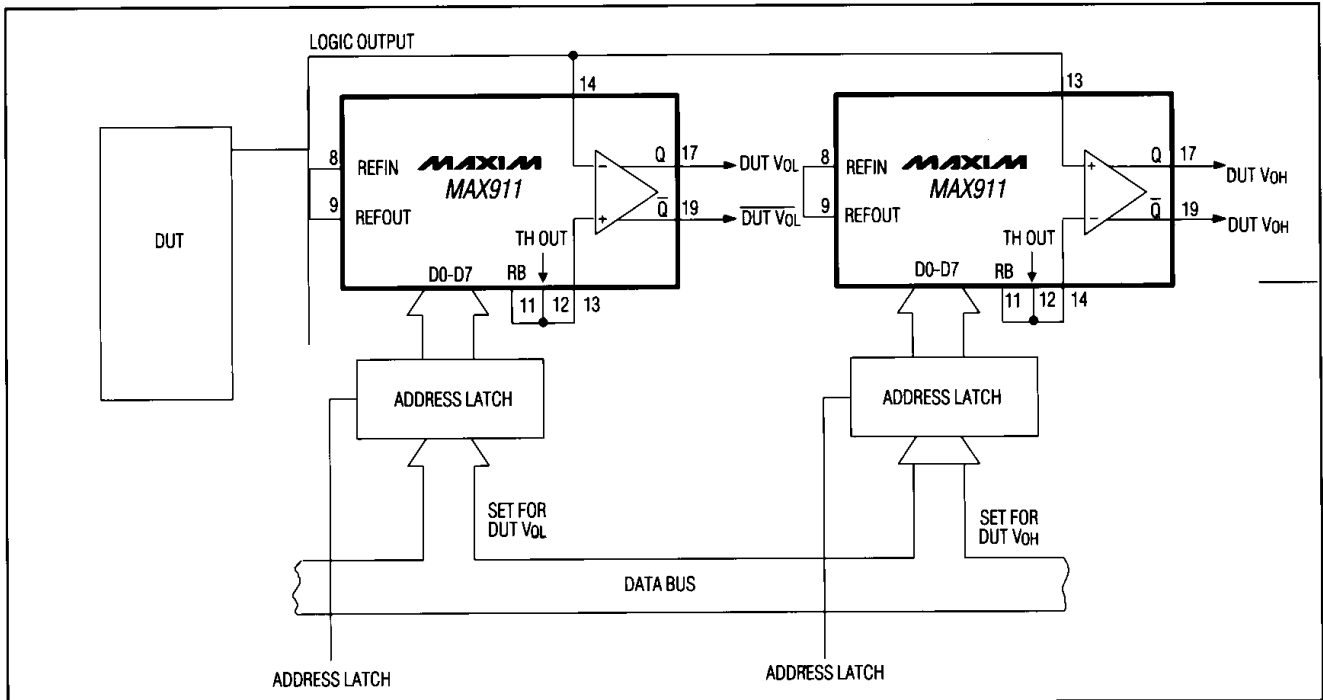 LOGIC OUTPUT
14
13
8 REFIN
MAXIM
MAX911
9 REFOUT
- Q 17 DUT VOL
+ Q̅ 19 D̅U̅T̅ V̅O̅L̅
TH OUT
D0-D7 RB
11 12 13
8 REFIN
MAXIM
MAX911
9 REFOUT
+ Q 17 DUT VOH
- Q̅ 19 DUT VOH
TH OUT
D0-D7 RB
11 12 14
DUT
ADDRESS LATCH
ADDRESS LATCH
SET FOR
DUT VOL
SET FOR
DUT VOH
DATA BUS
ADDRESS LATCH
ADDRESS LATCH